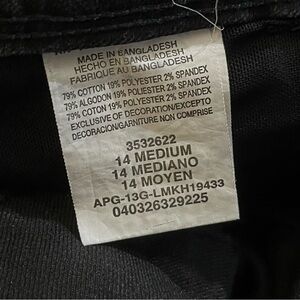 MADE IN BANGLADESH
HECHO EN BANGLADESH
FABRIQUE AU BANGLADESH
79% COTTON 19% POLYESTER 2% SPANDEX
79% ALGODON 19% POLIESTER 2% SPANDEX
79% COTON 19% POLYESTER 2% SPANDEX
EXCLUSIVE OF DECORATION/EXCEPTO
DECORACION/GARNITURE NON COMPRISE
3532622
14 MEDIUM
14 MEDIANO
14 MOYEN
APG-13G-LMKH19433
040326329225